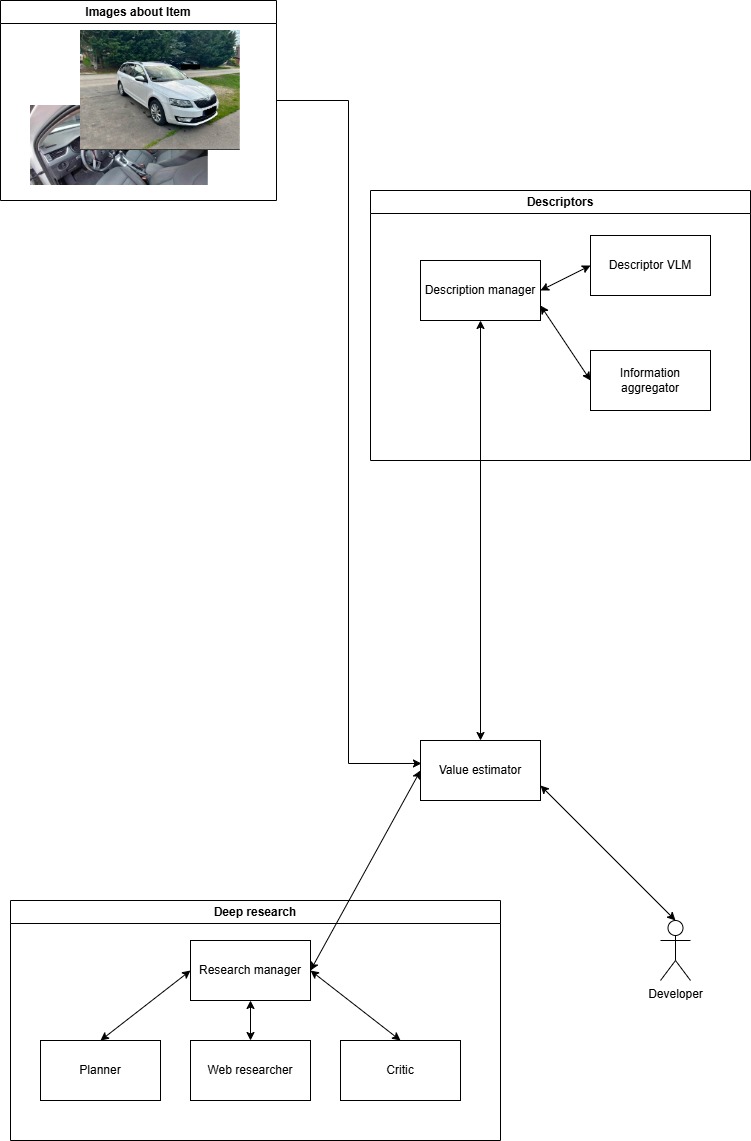 Images about Item
Descriptors
Descriptor VLM
Description manager
Information
aggregator
Value estimator
Deep research
Research manager
Developer
Planner
Web researcher
Critic